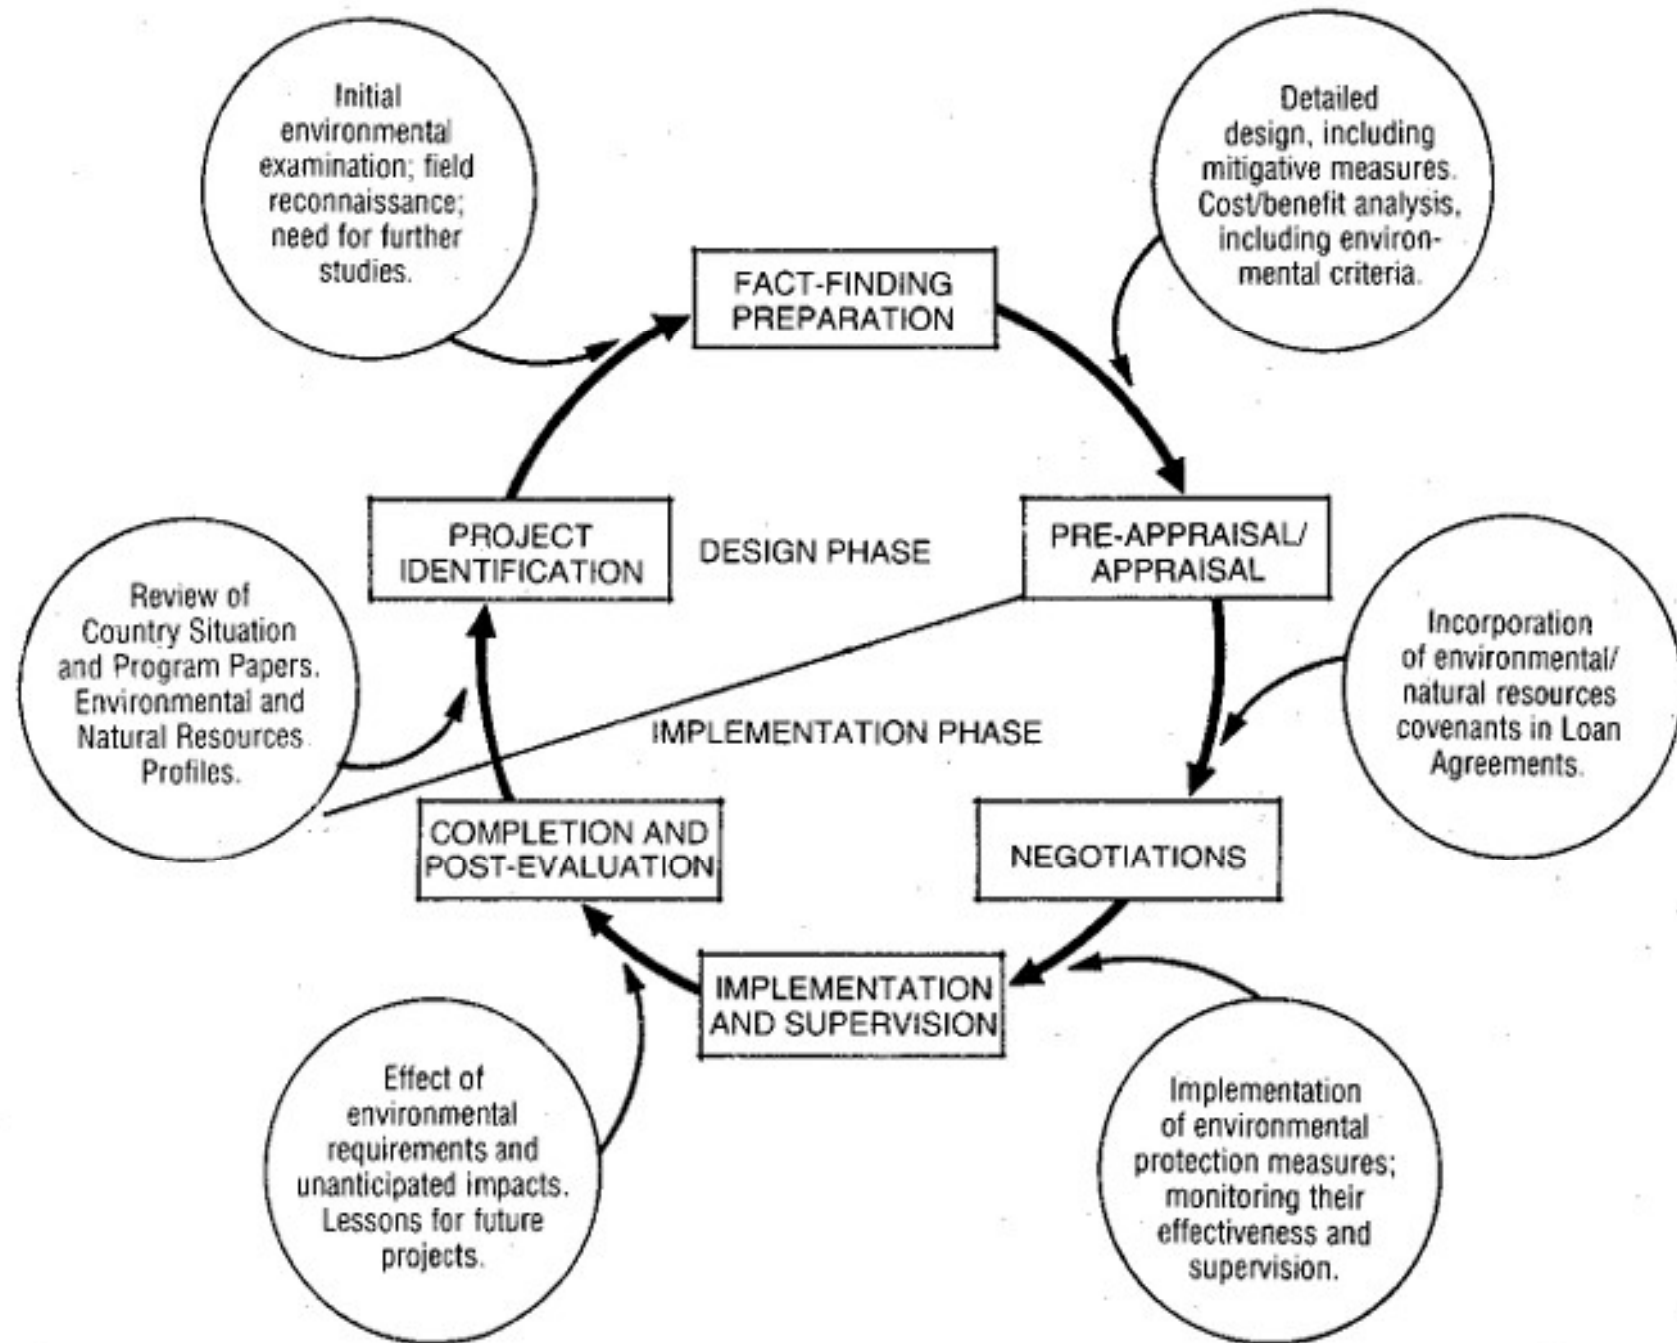 Initial
environmental
examination; field
reconnaissance;
need for further
studies.
Detailed
design, including
mitigative measures.
Cost/benefit analysis,
including environ-
mental criteria.
FACT-FINDING
PREPARATION
PROJECT
IDENTIFICATION
DESIGN PHASE
PRE-APPRAISAL/
APPRAISAL
Review of
Country Situation
and Program Papers.
Environmental and
Natural Resources
Profiles.
Incorporation
of environmental/
natural resources
covenants in Loan
Agreements.
IMPLEMENTATION PHASE
COMPLETION AND
POST-EVALUATION
NEGOTIATIONS
IMPLEMENTATION
AND SUPERVISION
Effect of
environmental
requirements and
unanticipated impacts.
Lessons for future
projects.
Implementation
of environmental
protection measures;
monitoring their
effectiveness and
supervision.